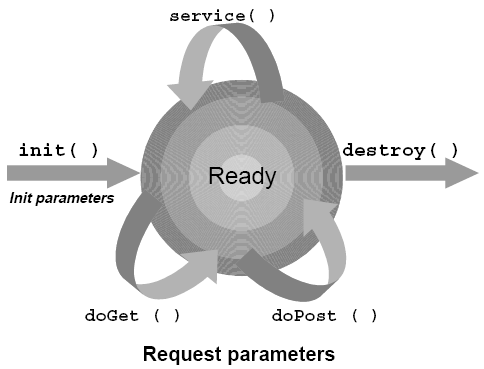 service( )
init( )
destroy( )
Ready
Init parameters
doGet ( )
doPost ( )
Request parameters